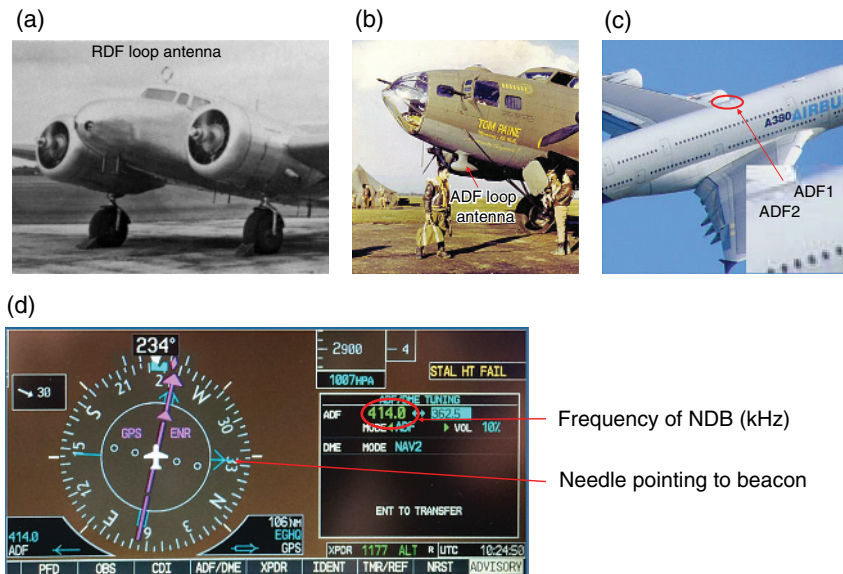 (a)
RDF loop antenna
(b)
TOM PAINE
ADF loop
antenna
(c)
A380 AIRBUS
ADF1
ADF2
(d)
234°
30
GPS ENR
21
2
W
30
33
N
6
E
12
15
S
2900
4
1007HPA
STAL HT FAIL
ADF/DME TUNING
ADF 414.0 ↔ 362.5
MODE ADF VOL 10%
DME MODE NAV2
ENT TO TRANSFER
Frequency of NDB (kHz)
Needle pointing to beacon
414.0
ADF
106NM
EGHQ
GPS
XPDR 1177 ALT R UTC 10:24:50
PFD OBS CDI ADF/DME XPDR IDENT TMR/REF NRST ADVISORY